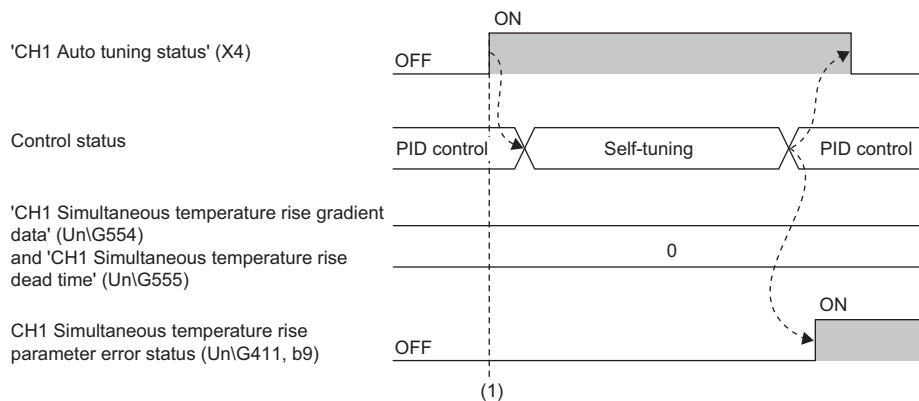 ON
'CH1 Auto tuning status' (X4)
OFF
Control status
PID control
Self-tuning
PID control
'CH1 Simultaneous temperature rise gradient
data' (Un\G554)
and 'CH1 Simultaneous temperature rise
dead time' (Un\G555)
0
ON
CH1 Simultaneous temperature rise
parameter error status (Un\G411, b9)
OFF
(1)